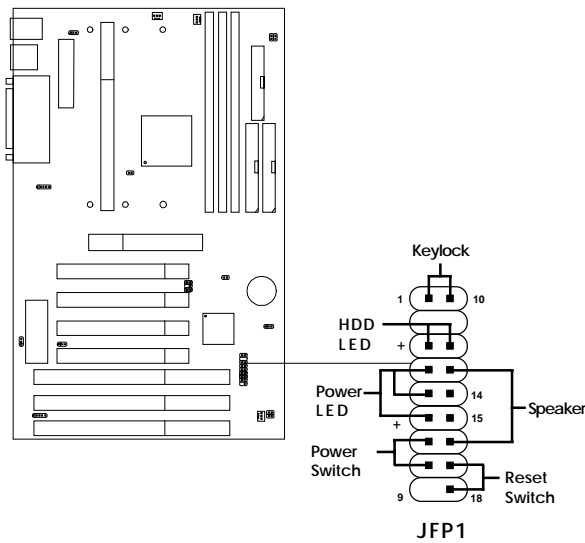 Keylock
1 10
HDD
LED +
14
Power
LED
15
+
Speaker
Power
Switch
Reset
Switch
9 18
JFP1